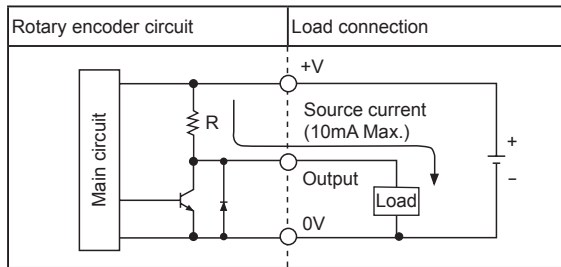 Rotary encoder circuit
Load connection
+V
Main circuit
R
Source current
(10mA Max.)
+
−
Output
Load
0V